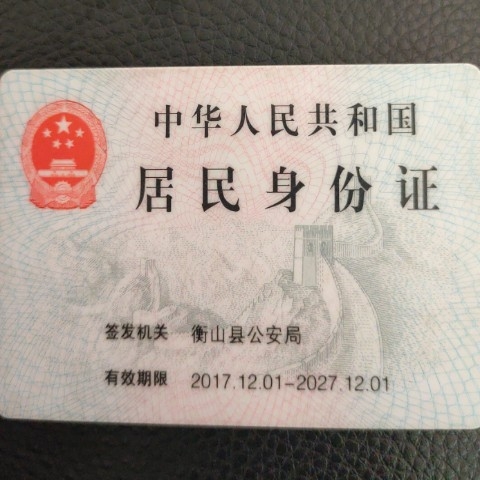 中华人民共和国
居民身份证
签发机关 衡山县公安局
有效期限 2017.12.01-2027.12.01